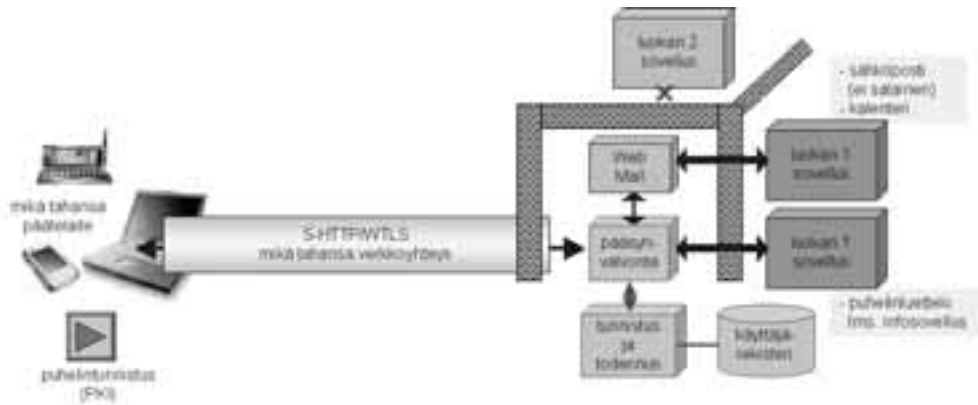 luokan 2
sovellus
- sähköposti
(ei salainen)
- kalenteri
Web
Mail
luokan 1
sovellus
mikä tahansa
päätelaite
S-HTTP/WTLS
mikä tahansa verkkoyhteys
pääsyn-
valvonta
luokan 1
sovellus
- puhelinluettelo
tms. infosovellus
tunnistus
ja
todennus
käyttäjä-
rekisteri
puhelintunnistus
(PKI)